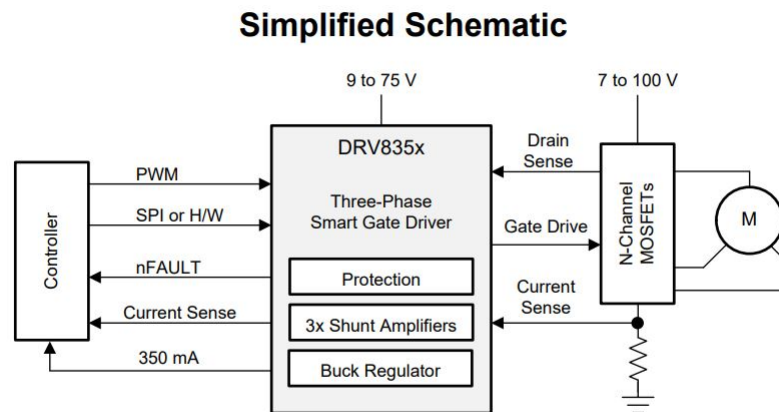 Simplified Schematic
9 to 75 V
7 to 100 V
Controller
PWM
SPI or H/W
nFAULT
Current Sense
350 mA
DRV835x
Three-Phase
Smart Gate Driver
Protection
3x Shunt Amplifiers
Buck Regulator
Drain
Sense
Gate Drive
Current
Sense
N-Channel
MOSFETs
M